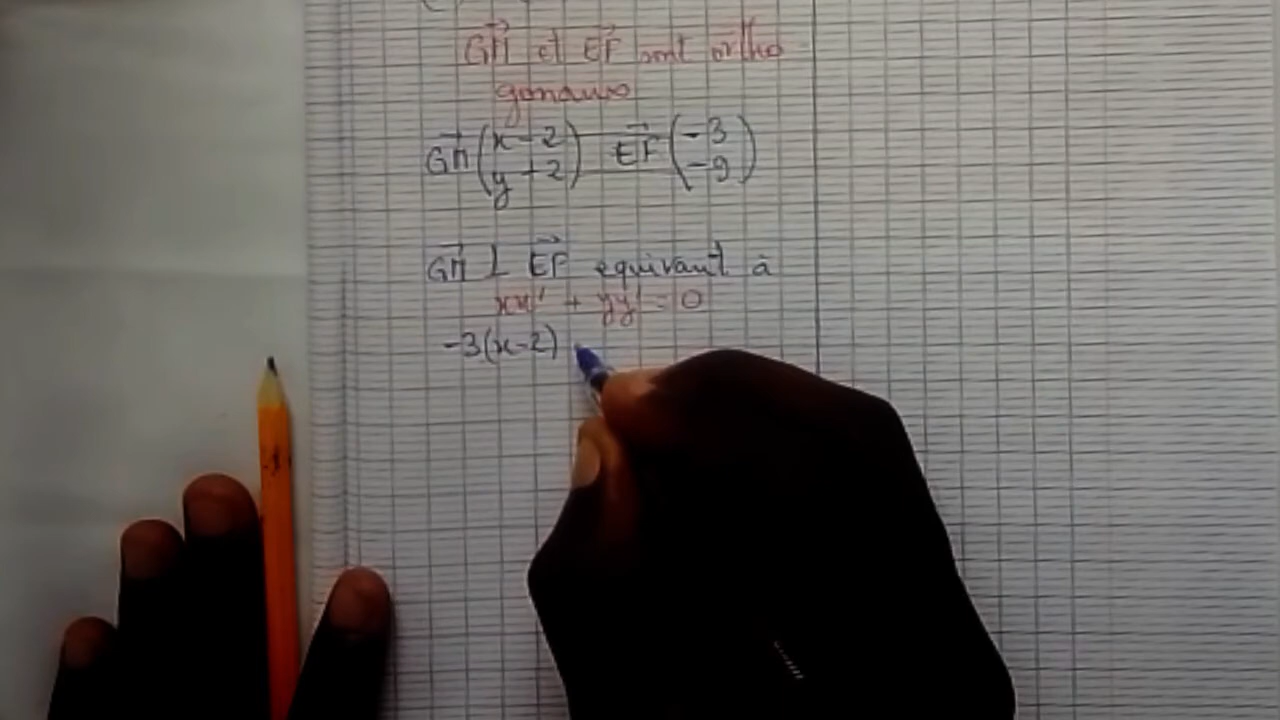 GM et EF sont ortho
gonaux
GM (x-2 y+2) EF (-3 -9)
GM ⊥ EF equivaut à
xx' + yy' = 0
-3(x-2)